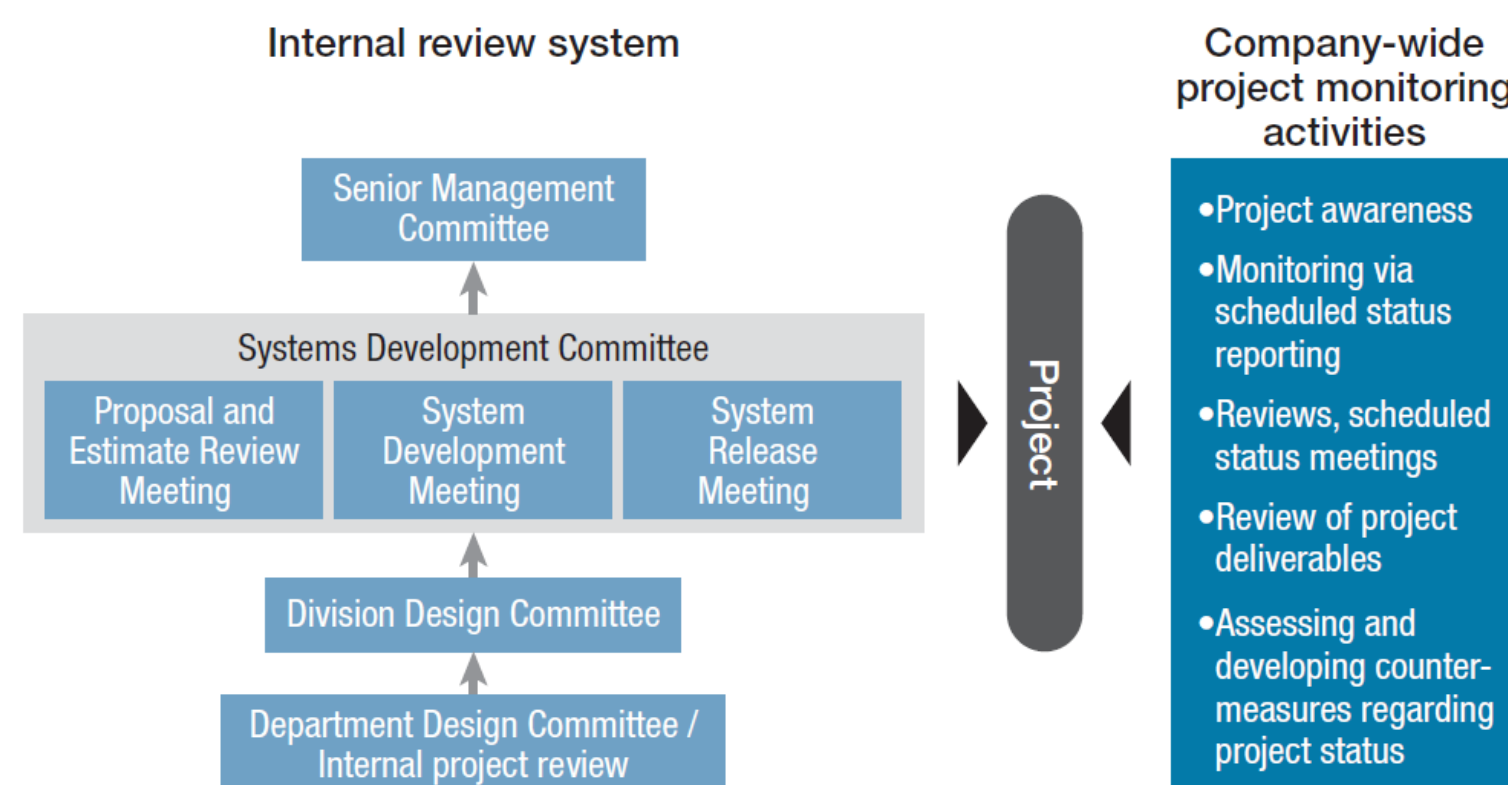 Internal review system
Senior Management
Committee
Systems Development Committee
Proposal and
Estimate Review
Meeting
System
Development
Meeting
System
Release
Meeting
Division Design Committee
Department Design Committee /
Internal project review
Project
Company-wide
project monitoring
activities
•Project awareness
•Monitoring via
scheduled status
reporting
•Reviews, scheduled
status meetings
•Review of project
deliverables
•Assessing and
developing counter-
measures regarding
project status